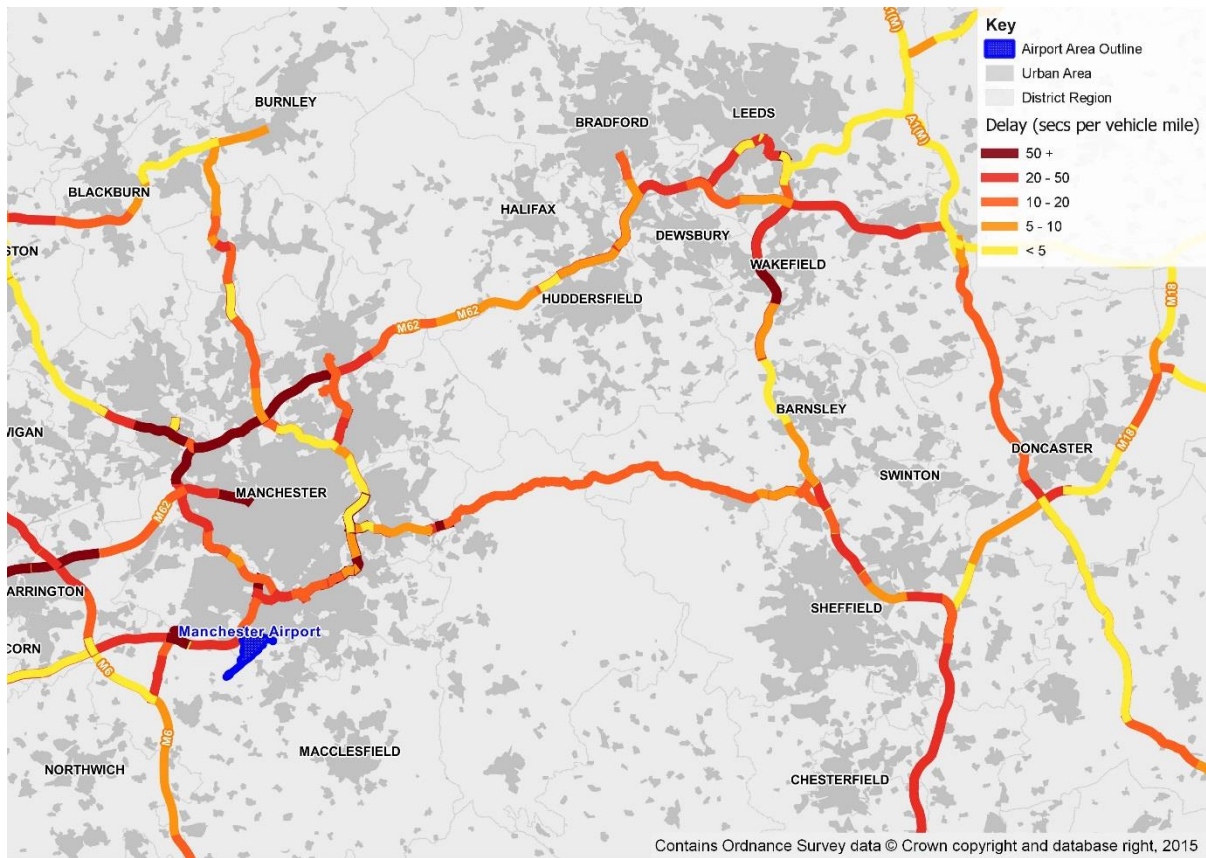 Key
Airport Area Outline
Urban Area
District Region
Delay (secs per vehicle mile)
50 +
20 - 50
10 - 20
5 - 10
< 5
A1(M)
BURNLEY
BRADFORD
LEEDS
A1(M)
BLACKBURN
HALIFAX
DEWSBURY
STON
WAKEFIELD
HUDDERSFIELD
M18
M62
M62
BARNSLEY
WIGAN
DONCASTER
M18
SWINTON
MANCHESTER
M62
ARRINGTON
SHEFFIELD
Manchester Airport
CORN
M6
M6
MACCLESFIELD
NORTHWICH
CHESTERFIELD
Contains Ordnance Survey data © Crown copyright and database right, 2015